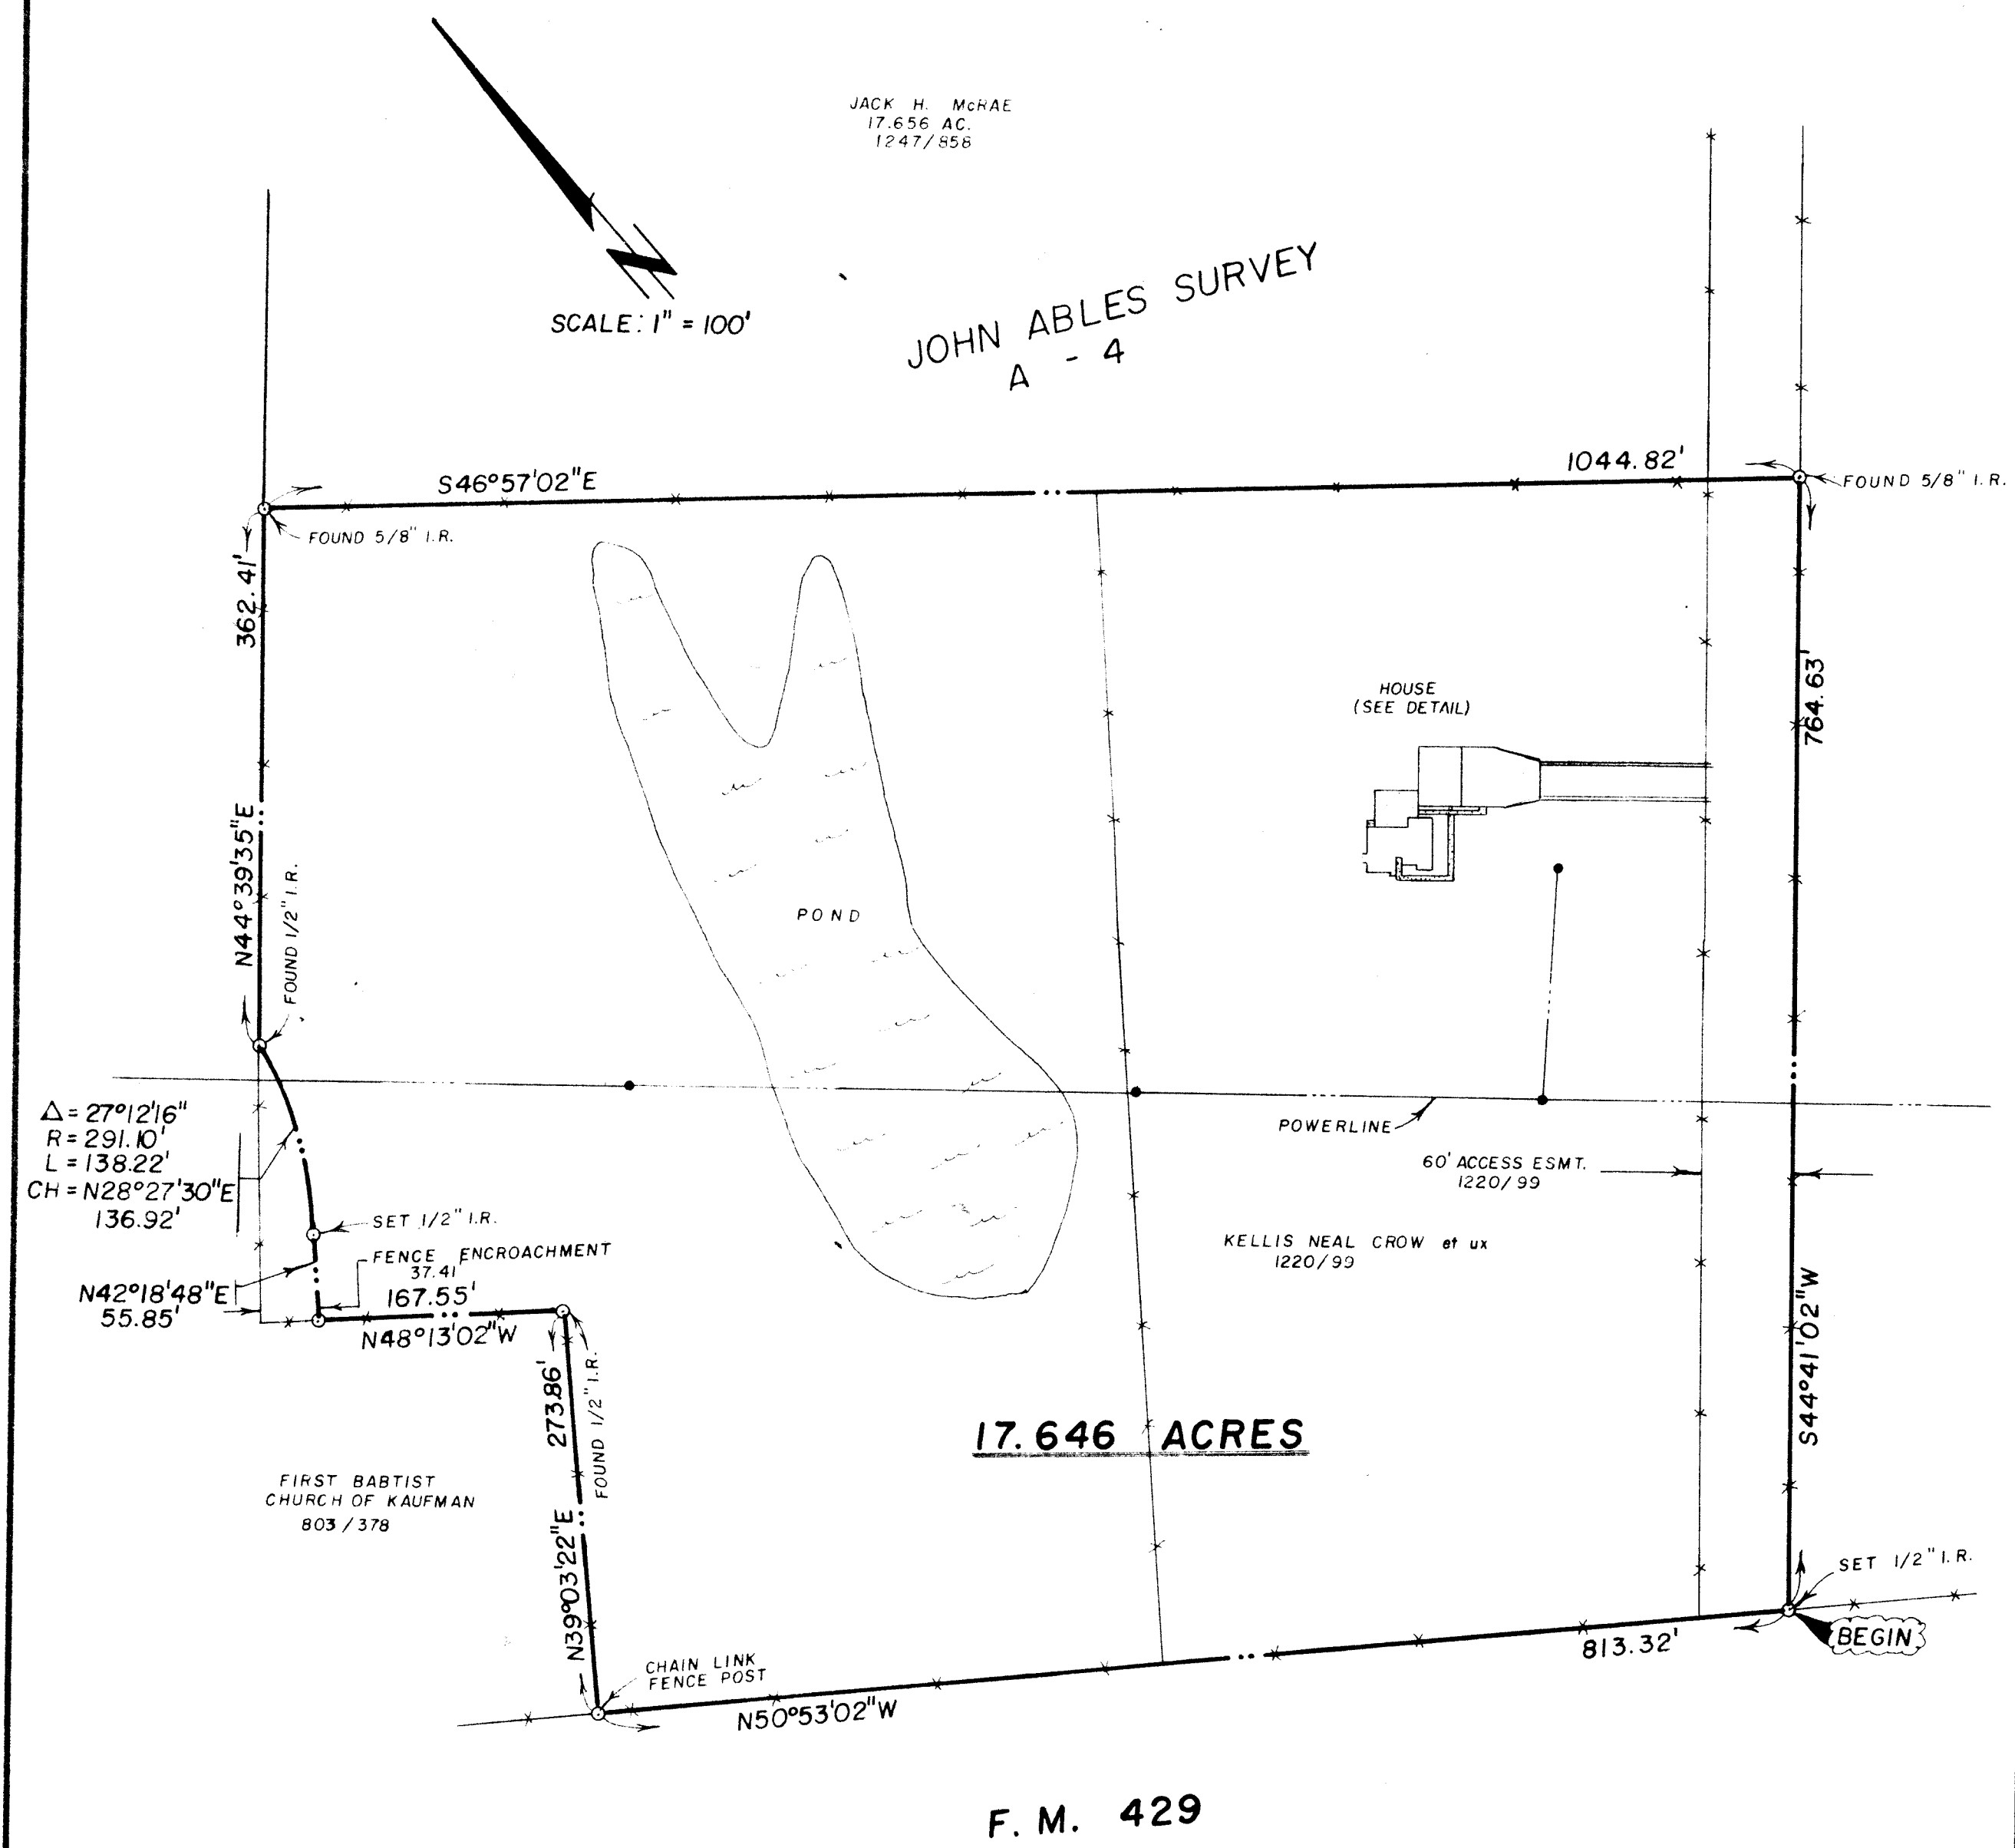 JACK H. McRAE
17.656 AC.
1247/858
SCALE: 1" = 100'
JOHN ABLES SURVEY
A - 4
S46°57'02"E
1044.82'
FOUND 5/8" I.R.
FOUND 5/8" I.R.
362.41'
N44°39'35"E
FOUND 1/2" I.R.
HOUSE
(SEE DETAIL)
764.63'
S44°41'02"W
POND
Δ = 27°12'16"
R = 291.10'
L = 138.22'
CH = N28°27'30"E
136.92'
POWERLINE
60' ACCESS ESMT.
1220/99
SET 1/2" I.R.
FENCE ENCROACHMENT
37.41'
N42°18'48"E
55.85'
167.55'
N48°13'02"W
KELLIS NEAL CROW et ux
1220/99
273.86'
N39°03'22"E
FOUND 1/2" I.R.
17.646 ACRES
FIRST BABTIST
CHURCH OF KAUFMAN
803 / 378
SET 1/2" I.R.
BEGIN
813.32'
CHAIN LINK
FENCE POST
N50°53'02"W
F. M. 429